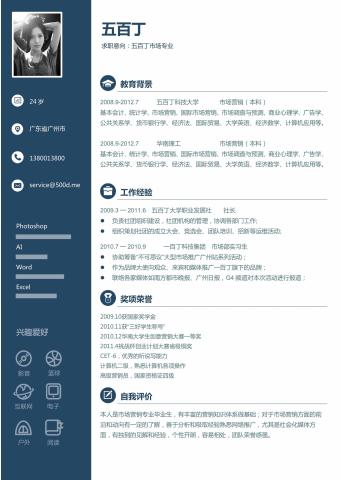 五百丁
求职意向：五百丁市场专业
24 岁
广东省广州市
1380013800
service@500d.me
Photoshop
AI
Word
Excel
兴趣爱好
影音
篮球
互联网
电子
户外
阅读
教育背景
2008.9-2012.7 五百丁科技大学 市场营销（本科）
基本会计、统计学、市场营销、国际市场营销、市场调查与预测、商业心理学、广告学、
公共关系学、货币银行学、经济法、国际贸易、大学英语、经济数学、计算机应用等。
2008.9-2012.7 华南理工 市场营销（本科）
基本会计、统计学、市场营销、国际市场营销、市场调查与预测、商业心理学、广告学、
公共关系学、货币银行学、经济法、国际贸易、大学英语、经济数学、计算机应用等。
工作经验
2009.3 — 2011.6 五百丁大学职业发展社 社长
负责社团组织建设，社团机构的管理，协调各部门工作;
组织策划社团的成立大会、竞选会、团队培训、招新等运维活动;
2010.7 — 2010.9 一百丁科技集团 市场部实习生
协助筹备"不可思议"大型市场推广广州站系列活动；
作为品牌大使向观众、来宾和媒体推广一百丁旗下的品牌；
联络各家媒体如南方都市晚报、广州日报，G4 频道对本次活动进行报道；
奖项荣誉
2009.10获国家奖学金
2010.11获"三好学生称号"
2010.12华南大学生创意营销大赛一等奖
2011.4挑战杯创业计划大赛省级铜奖
CET-6，优秀的听说写能力
计算机二级，熟悉计算机各项操作
高级营销员，国家资格证四级
自我评价
本人是市场营销专业毕业生，有丰富的营销知识体系做基础；对于市场营销方面的前
沿和动向有一定的了解，善于分析和吸取经验熟悉网络推广，尤其是社会化媒体方
面，有独到的见解和经验，个性开朗，容易相处，团队荣誉感强。